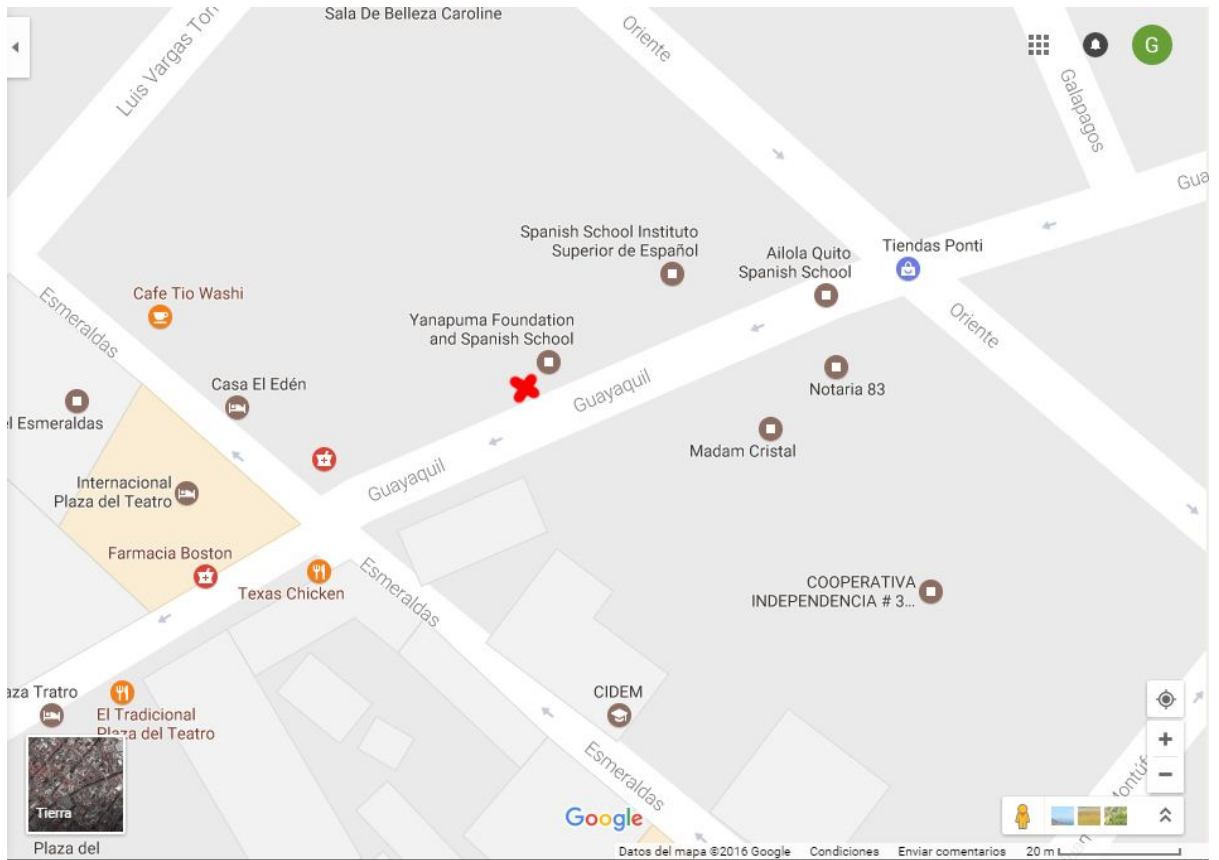 Sala De Belleza Caroline
Luis Vargas Tor
Oriente
G
Galapagos
Gua
Spanish School Instituto
Superior de Español
Ailola Quito
Spanish School
Tiendas Ponti
Esmeraldas
Cafe Tio Washi
Yanapuma Foundation
and Spanish School
Oriente
Guayaquil
Notaria 83
Casa El Edén
el Esmeraldas
Madam Cristal
Guayaquil
Internacional
Plaza del Teatro
Farmacia Boston
Texas Chicken
Esmeraldas
COOPERATIVA
INDEPENDENCIA # 3...
CIDEM
aza Tratro
El Tradicional
Plaza del Teatro
Esmeraldas
Montúf
Tierra
Google
Plaza del
Datos del mapa ©2016 Google Condiciones Enviar comentarios 20 m